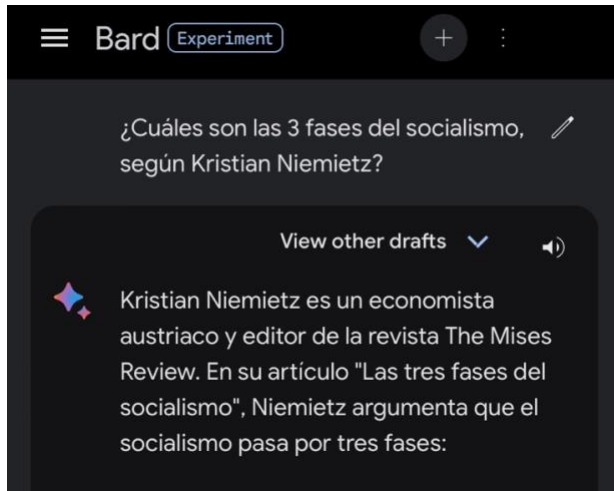 Bard Experiment
¿Cuáles son las 3 fases del socialismo,
según Kristian Niemietz?
View other drafts
Kristian Niemietz es un economista
austriaco y editor de la revista The Mises
Review. En su artículo "Las tres fases del
socialismo", Niemietz argumenta que el
socialismo pasa por tres fases: